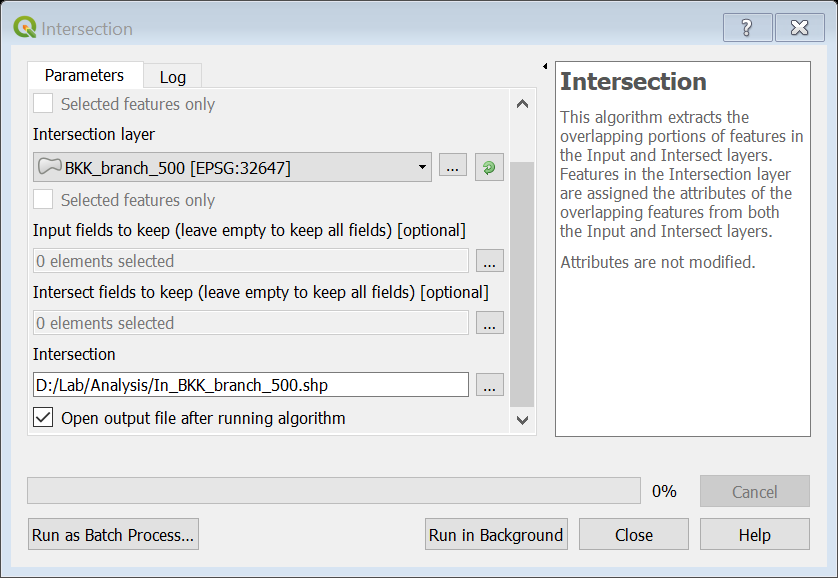 Intersection
Parameters
Log
Selected features only
Intersection layer
BKK_branch_500 [EPSG:32647]
...
Selected features only
Input fields to keep (leave empty to keep all fields) [optional]
0 elements selected
...
Intersect fields to keep (leave empty to keep all fields) [optional]
0 elements selected
...
Intersection
D:/Lab/Analysis/In_BKK_branch_500.shp
...
Open output file after running algorithm
Intersection
This algorithm extracts the
overlapping portions of features in
the Input and Intersect layers.
Features in the Intersection layer
are assigned the attributes of the
overlapping features from both
the Input and Intersect layers.
Attributes are not modified.
0%
Cancel
Run as Batch Process...
Run in Background
Close
Help